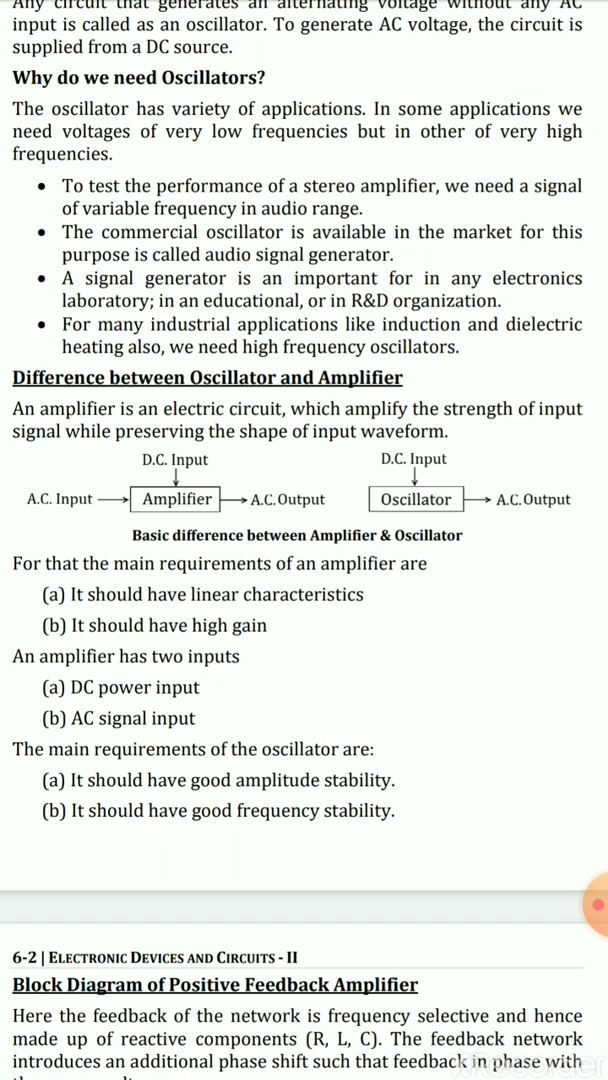 Any circuit that generates an alternating voltage without any AC
input is called as an oscillator. To generate AC voltage, the circuit is
supplied from a DC source.
Why do we need Oscillators?
The oscillator has variety of applications. In some applications we
need voltages of very low frequencies but in other of very high
frequencies.
• To test the performance of a stereo amplifier, we need a signal
of variable frequency in audio range.
• The commercial oscillator is available in the market for this
purpose is called audio signal generator.
• A signal generator is an important for in any electronics
laboratory; in an educational, or in R&D organization.
• For many industrial applications like induction and dielectric
heating also, we need high frequency oscillators.
Difference between Oscillator and Amplifier
An amplifier is an electric circuit, which amplify the strength of input
signal while preserving the shape of input waveform.
D.C. Input D.C. Input
A.C. Input Amplifier A.C. Output Oscillator A.C. Output
Basic difference between Amplifier & Oscillator
For that the main requirements of an amplifier are
(a) It should have linear characteristics
(b) It should have high gain
An amplifier has two inputs
(a) DC power input
(b) AC signal input
The main requirements of the oscillator are:
(a) It should have good amplitude stability.
(b) It should have good frequency stability.
6-2 | ELECTRONIC DEVICES AND CIRCUITS - II
Block Diagram of Positive Feedback Amplifier
Here the feedback of the network is frequency selective and hence
made up of reactive components (R, L, C). The feedback network
introduces an additional phase shift such that feedback in phase with
XRecorder